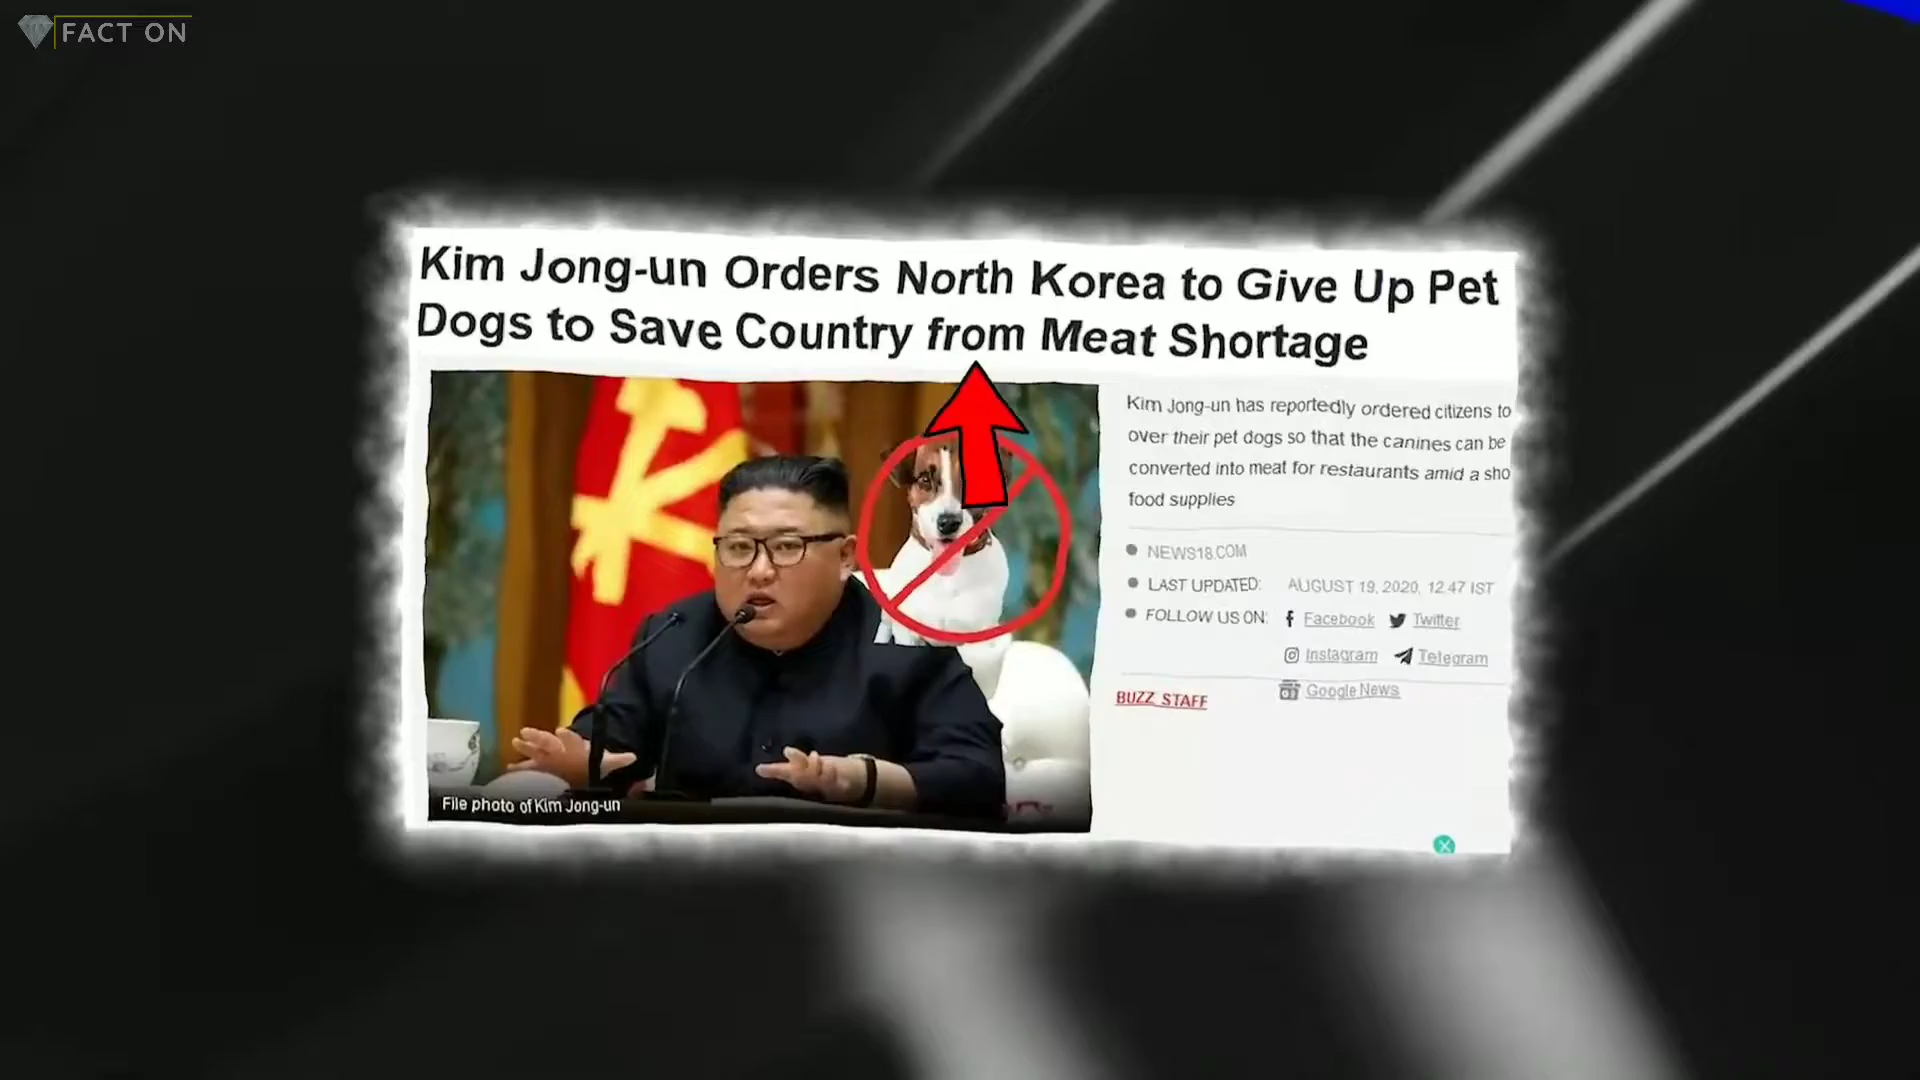 FACT ON
Kim Jong-un Orders North Korea to Give Up Pet
Dogs to Save Country from Meat Shortage
Kim Jong-un has reportedly ordered citizens to
over their pet dogs so that the canines can be
converted into meat for restaurants amid a sho
food supplies
NEWS18.COM
LAST UPDATED: AUGUST 19, 2020, 12:47 IST
FOLLOW US ON: Facebook Twitter
Instagram Telegram
Google News
BUZZ STAFF
File photo of Kim Jong-un